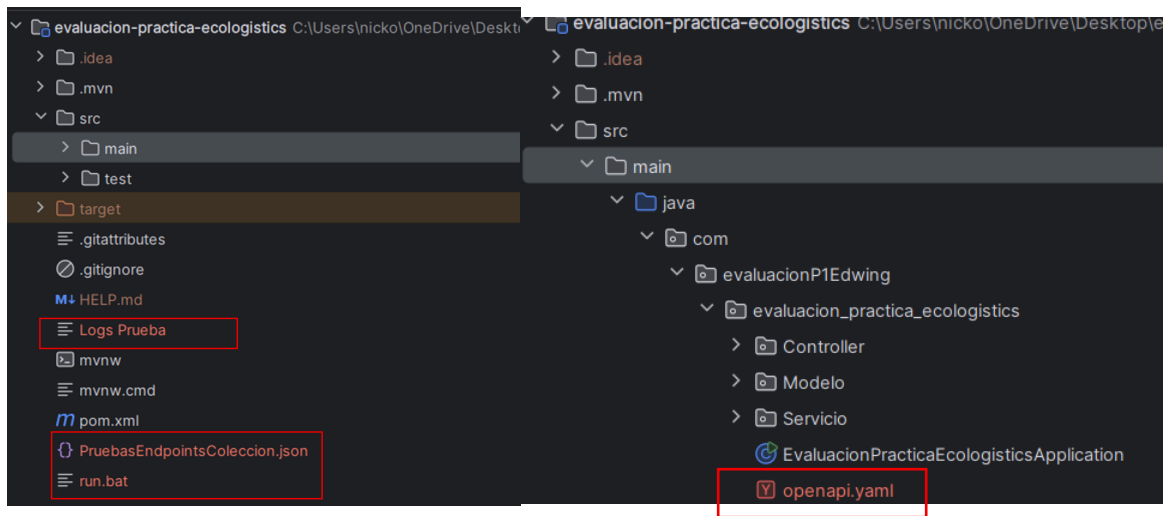 evaluacion-practica-ecologistics C:\Users\nicko\OneDrive\Deskt
.idea
.mvn
src
main
test
target
.gitattributes
.gitignore
M↓ HELP.md
Logs Prueba
mvnw
mvnw.cmd
m pom.xml
{} PruebasEndpointsColeccion.json
run.bat
evaluacion-practica-ecologistics C:\Users\nicko\OneDrive\Desktop\e
.idea
.mvn
src
main
java
com
evaluacionP1Edwing
evaluacion_practica_ecologistics
Controller
Modelo
Servicio
EvaluacionPracticaEcologisticsApplication
Y openapi.yaml